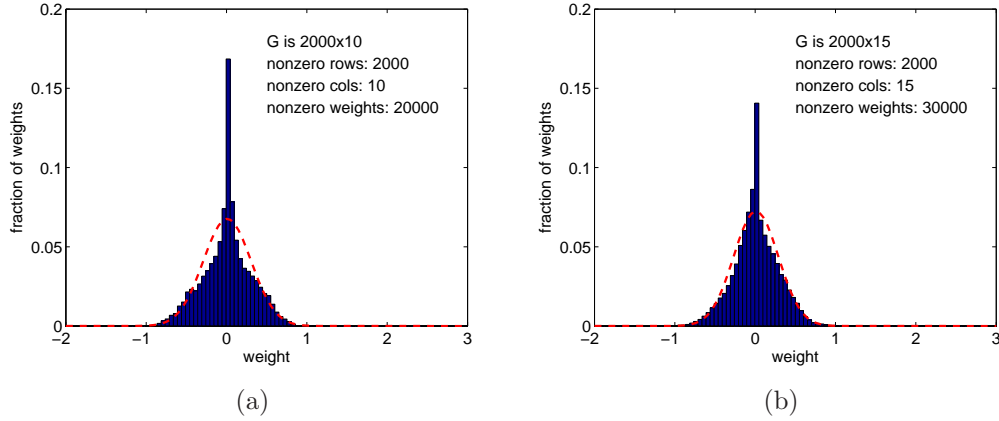 0.2
0.15
0.1
0.05
0
fraction of weights
G is 2000x10
nonzero rows: 2000
nonzero cols: 10
nonzero weights: 20000
−2 −1 0 1 2 3
weight
(a)
0.2
0.15
0.1
0.05
0
fraction of weights
G is 2000x15
nonzero rows: 2000
nonzero cols: 15
nonzero weights: 30000
−2 −1 0 1 2 3
weight
(b)